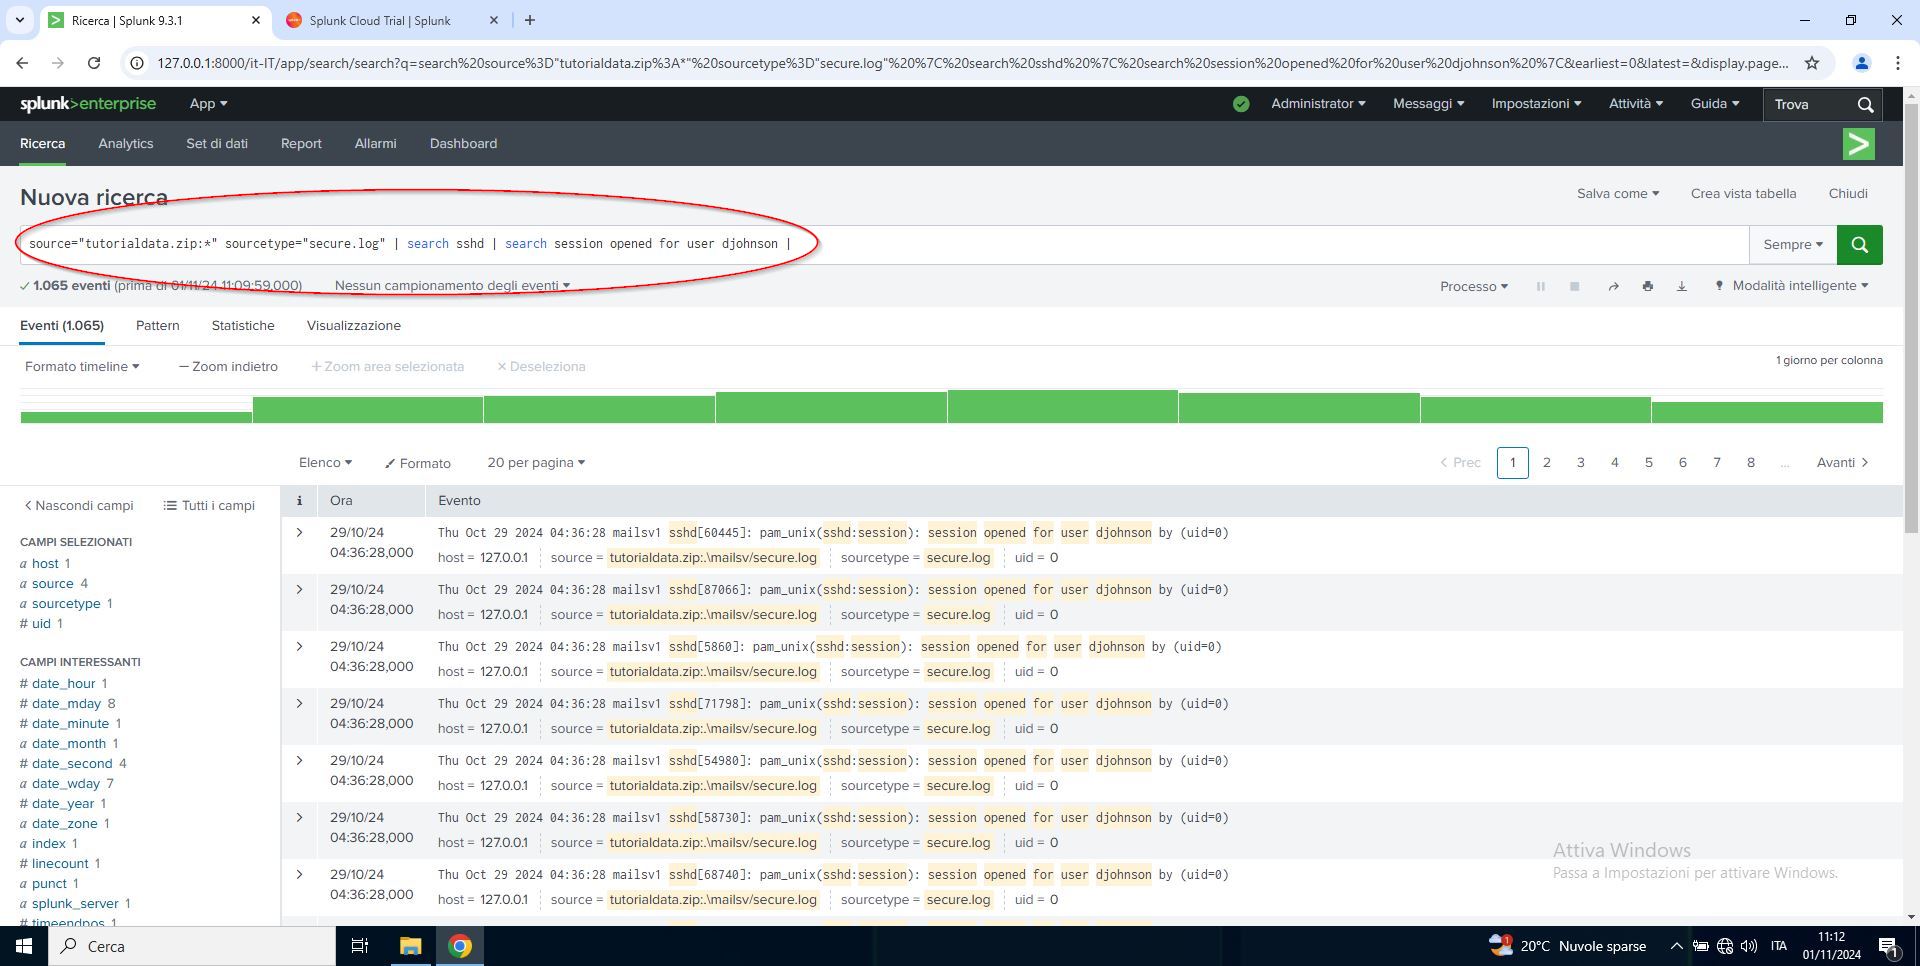 Ricerca | Splunk 9.3.1
Splunk Cloud Trial | Splunk
127.0.0.1:8000/it-IT/app/search/search?q=search%20source%3D"tutorialdata.zip%3A*"%20sourcetype%3D"secure.log"%20%7C%20search%20sshd%20%7C%20search%20session%20opened%20for%20user%20djohnson%20%7C&earliest=0&latest=&display.page...
splunk>enterprise App Administrator Messaggi Impostazioni Attività Guida Trova
Ricerca Analytics Set di dati Report Allarmi Dashboard
Nuova ricerca
Salva come Crea vista tabella Chiudi
source="tutorialdata.zip:*" sourcetype="secure.log" | search sshd | search session opened for user djohnson |
Sempre
1.065 eventi (prima di 01/11/24 11:09:59,000) Nessun campionamento degli eventi
Processo Modalità intelligente
Eventi (1.065) Pattern Statistiche Visualizzazione
Formato timeline — Zoom indietro + Zoom area selezionata × Deseleziona
1 giorno per colonna
Elenco Formato 20 per pagina
< Prec 1 2 3 4 5 6 7 8 ... Avanti >
< Nascondi campi Tutti i campi
i Ora Evento
CAMPI SELEZIONATI
a host 1
a source 4
a sourcetype 1
# uid 1
CAMPI INTERESSANTI
# date_hour 1
# date_mday 8
# date_minute 1
a date_month 1
# date_second 4
a date_wday 7
# date_year 1
a date_zone 1
a index 1
# linecount 1
a punct 1
a splunk_server 1
# timeendpos 1
29/10/24 Thu Oct 29 2024 04:36:28 mailsv1 sshd[60445]: pam_unix(sshd:session): session opened for user djohnson by (uid=0)
04:36:28,000 host = 127.0.0.1 source = tutorialdata.zip:.\mailsv/secure.log sourcetype = secure.log uid = 0
29/10/24 Thu Oct 29 2024 04:36:28 mailsv1 sshd[87066]: pam_unix(sshd:session): session opened for user djohnson by (uid=0)
04:36:28,000 host = 127.0.0.1 source = tutorialdata.zip:.\mailsv/secure.log sourcetype = secure.log uid = 0
29/10/24 Thu Oct 29 2024 04:36:28 mailsv1 sshd[5860]: pam_unix(sshd:session): session opened for user djohnson by (uid=0)
04:36:28,000 host = 127.0.0.1 source = tutorialdata.zip:.\mailsv/secure.log sourcetype = secure.log uid = 0
29/10/24 Thu Oct 29 2024 04:36:28 mailsv1 sshd[71798]: pam_unix(sshd:session): session opened for user djohnson by (uid=0)
04:36:28,000 host = 127.0.0.1 source = tutorialdata.zip:.\mailsv/secure.log sourcetype = secure.log uid = 0
29/10/24 Thu Oct 29 2024 04:36:28 mailsv1 sshd[54980]: pam_unix(sshd:session): session opened for user djohnson by (uid=0)
04:36:28,000 host = 127.0.0.1 source = tutorialdata.zip:.\mailsv/secure.log sourcetype = secure.log uid = 0
29/10/24 Thu Oct 29 2024 04:36:28 mailsv1 sshd[58730]: pam_unix(sshd:session): session opened for user djohnson by (uid=0)
04:36:28,000 host = 127.0.0.1 source = tutorialdata.zip:.\mailsv/secure.log sourcetype = secure.log uid = 0
29/10/24 Thu Oct 29 2024 04:36:28 mailsv1 sshd[68740]: pam_unix(sshd:session): session opened for user djohnson by (uid=0)
04:36:28,000 host = 127.0.0.1 source = tutorialdata.zip:.\mailsv/secure.log sourcetype = secure.log uid = 0
Attiva Windows
Passa a Impostazioni per attivare Windows.
Cerca
20°C Nuvole sparse ITA
11:12
01/11/2024
1